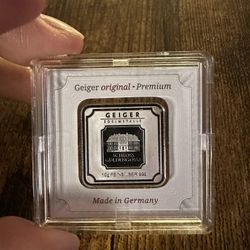 Geiger original • Premium
GEIGER
EDELMETALLE
SCHLOSS
GÜLDENGOSSA
Made in Germany